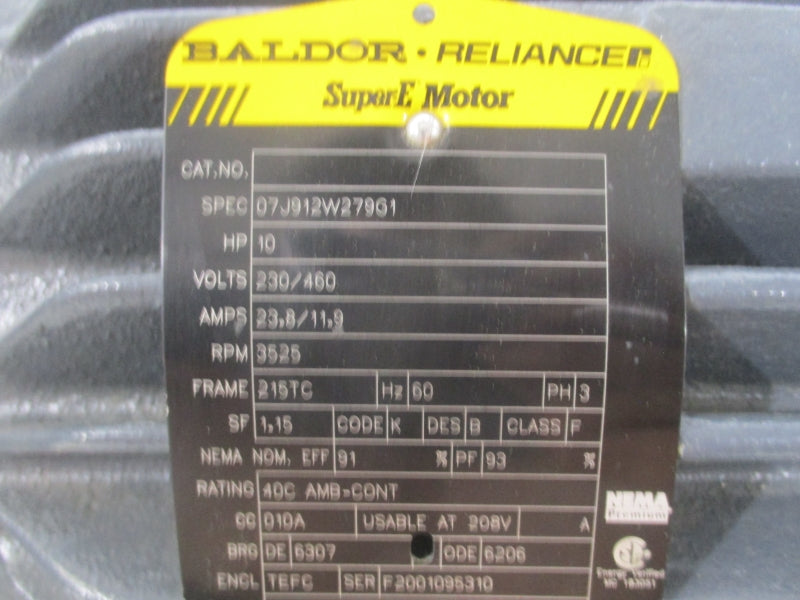 BALDOR • RELIANCE
SuperE Motor
CAT.NO.
SPEC 07J912W279G1
HP 10
VOLTS 230/460
AMPS 23.8/11.9
RPM 3525
FRAME 215TC Hz 60 PH 3
SF 1.15 CODE K DES B CLASS F
NEMA NOM. EFF 91 % PF 93 %
RATING 40C AMB-CONT
CC 010A USABLE AT 208V A
BRG DE 6307 ODE 6206
ENCL TEFC SER F2001095310
NEMA
Premium
Energy Verified